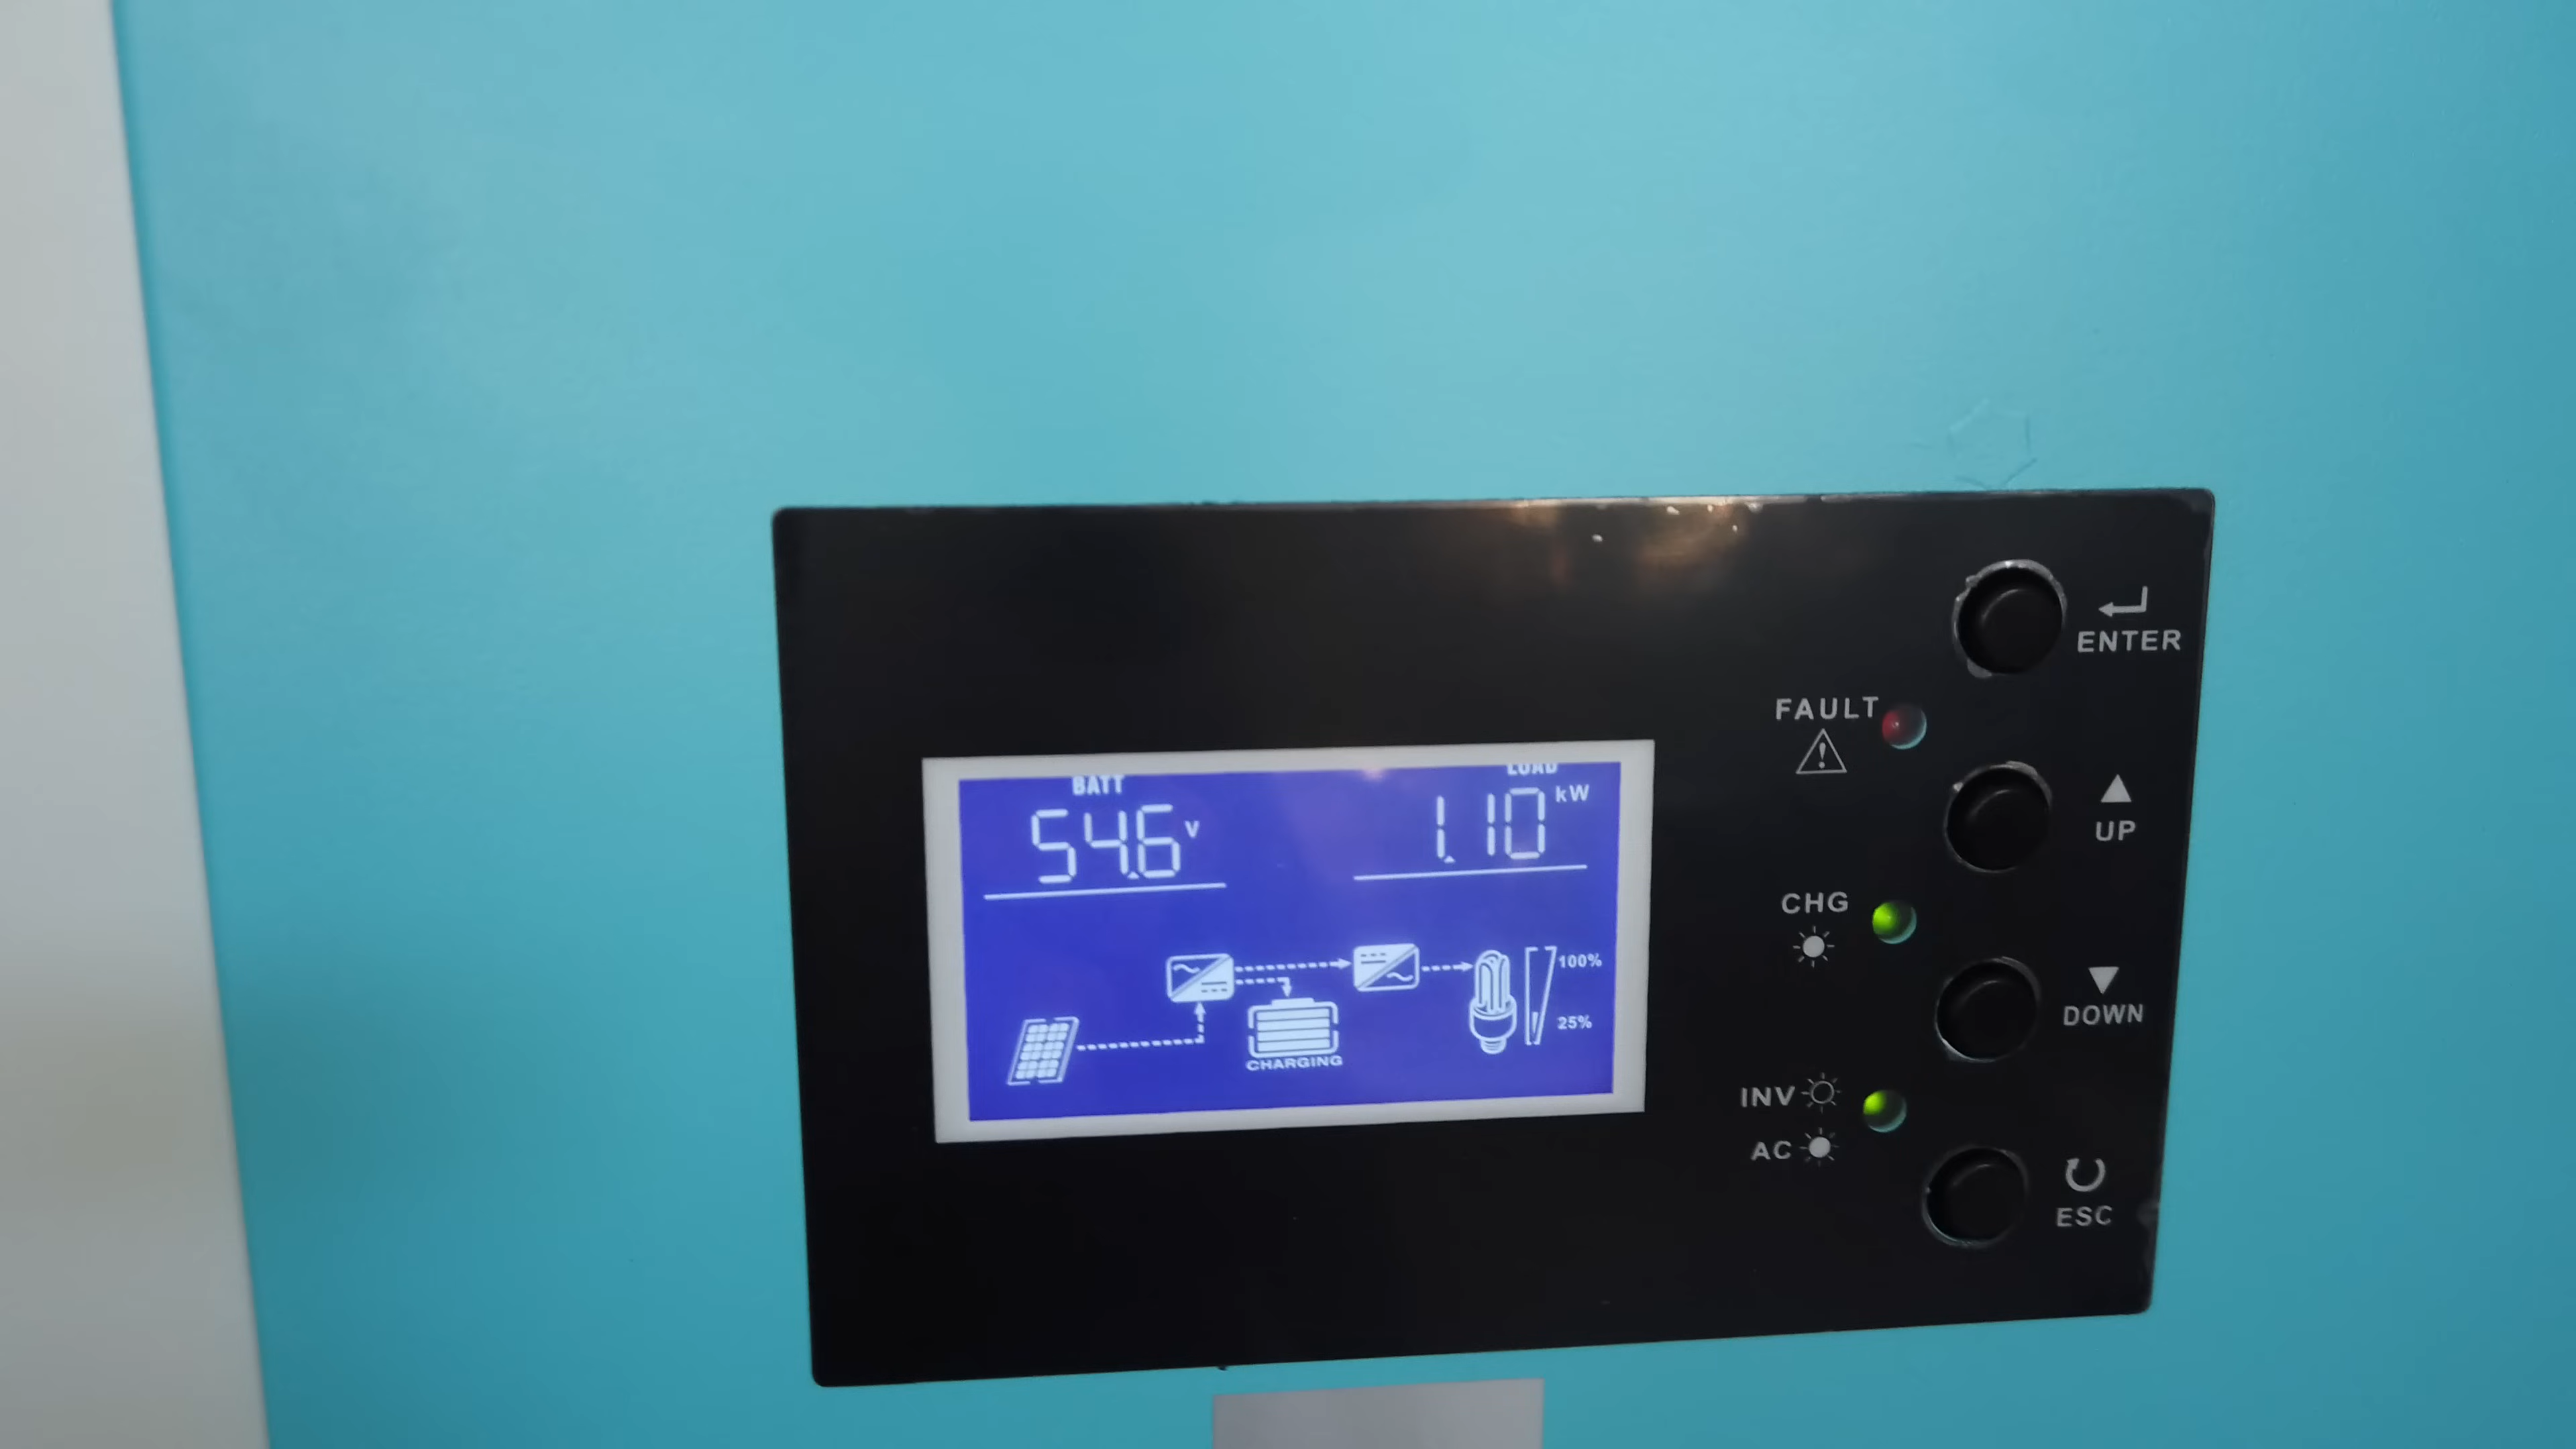 BATT
54.6 V
LOAD
1.10 kW
100%
25%
CHARGING
ENTER
FAULT
UP
CHG
DOWN
INV
AC
ESC